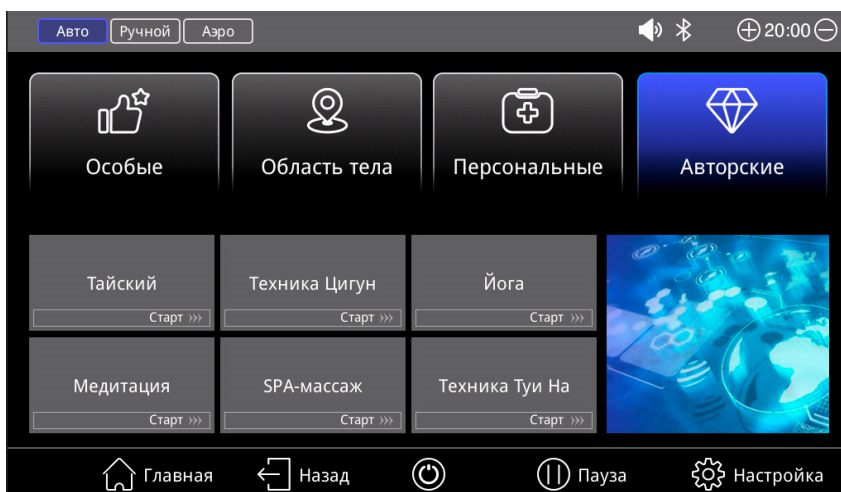 Авто Ручной Аэро 20:00
Особые Область тела Персональные Авторские
Тайский Техника Цигун Йога
Старт Старт Старт
Медитация SPA-массаж Техника Туи На
Старт Старт Старт
Главная Назад Пауза Настройка